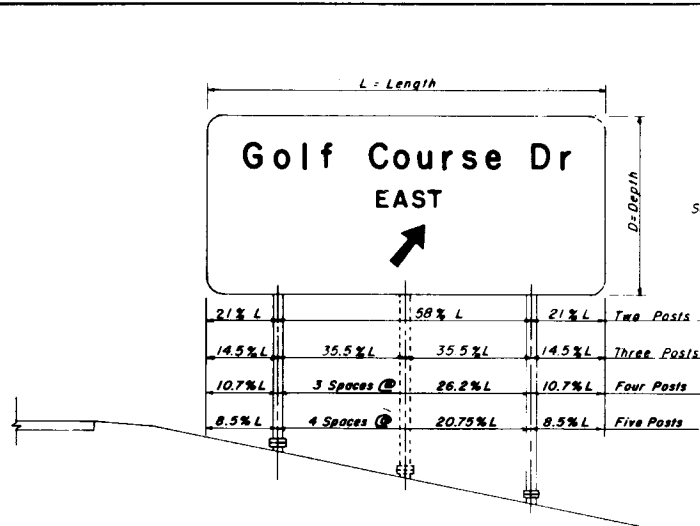 L = Length
Golf Course Dr
EAST
D=Depth
S
21% L 58% L 21% L Two Posts
14.5% L 35.5% L 35.5% L 14.5% L Three Posts
10.7% L 3 Spaces @ 26.2% L 10.7% L Four Posts
8.5% L 4 Spaces @ 20.75% L 8.5% L Five Posts